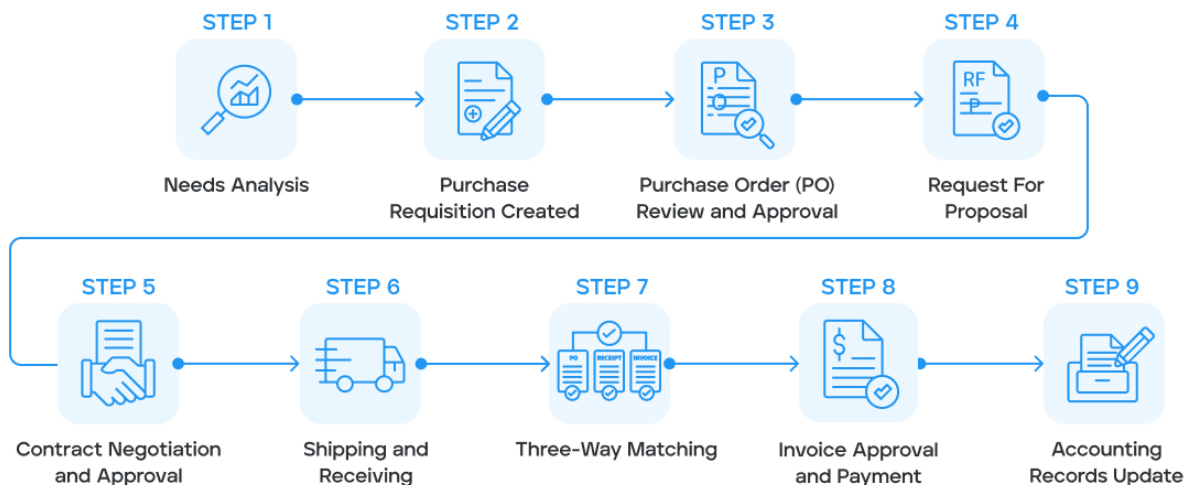 STEP 1
STEP 2
STEP 3
STEP 4
P
O
RF
P
Needs Analysis
Purchase
Requisition Created
Purchase Order (PO)
Review and Approval
Request For
Proposal
STEP 5
STEP 6
STEP 7
STEP 8
STEP 9
$
PO
RECEIPT
INVOICE
Contract Negotiation
and Approval
Shipping and
Receiving
Three-Way Matching
Invoice Approval
and Payment
Accounting
Records Update